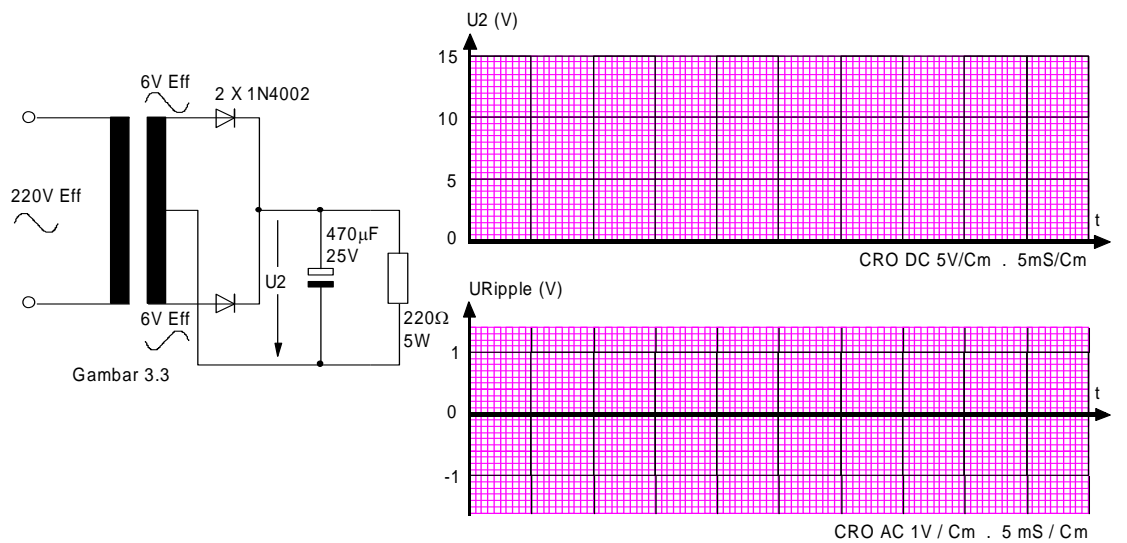 6V Eff
2 X 1N4002
220V Eff
470µF
25V
U2
220Ω
5W
6V Eff
Gambar 3.3
U2 (V)
15
10
5
0
t
CRO DC 5V/Cm . 5mS/Cm
URipple (V)
1
0
-1
t
CRO AC 1V / Cm . 5 mS / Cm